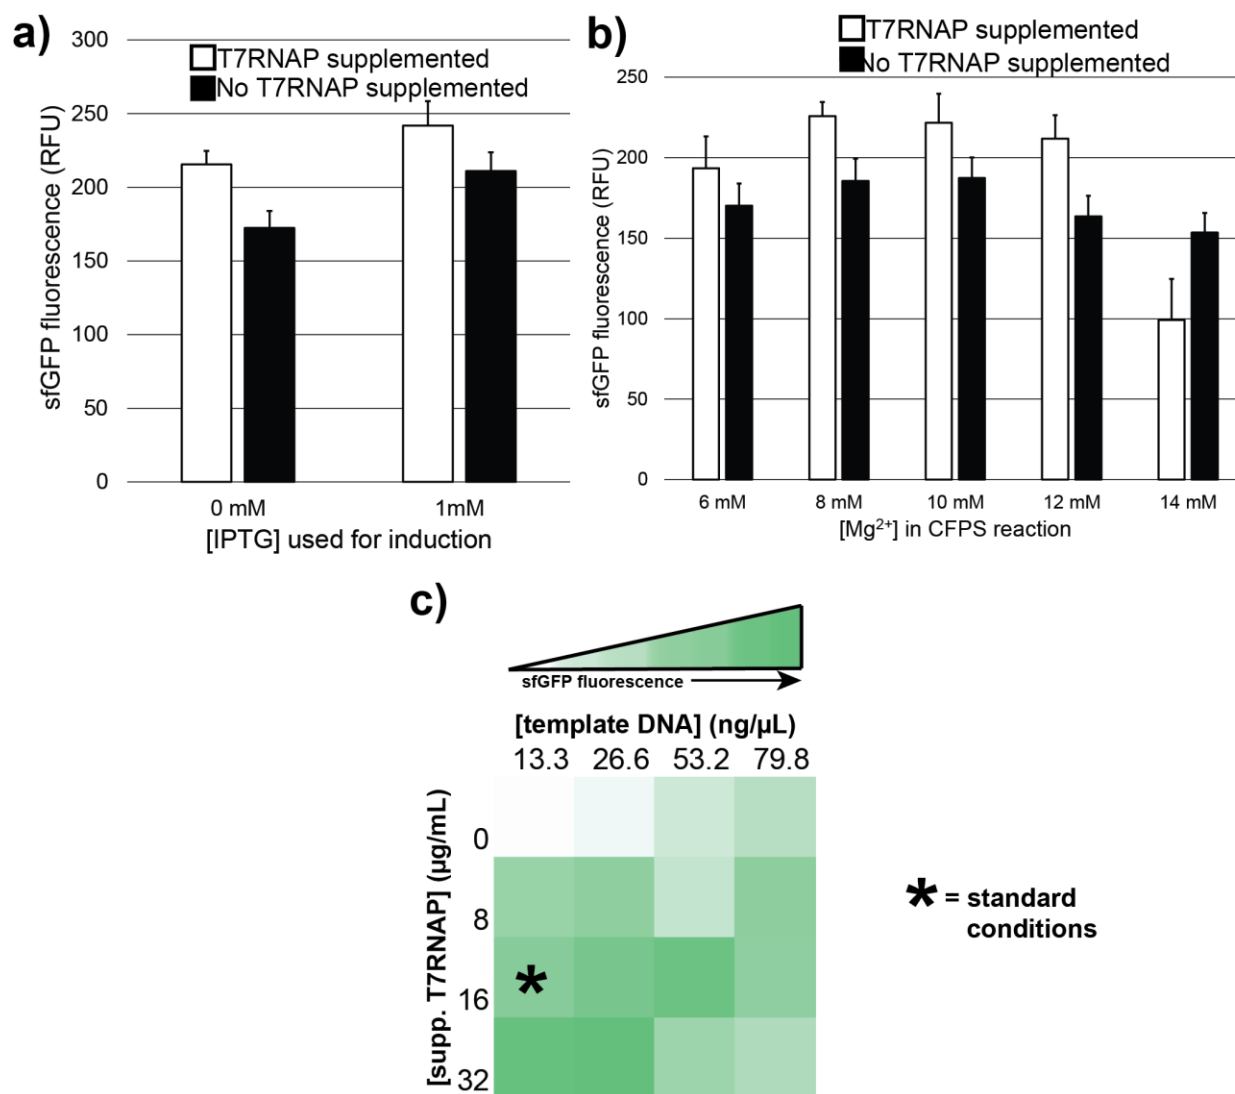 a)
T7RNAP supplemented
No T7RNAP supplemented
sfGFP fluorescence (RFU)
300
250
200
150
100
50
0
0 mM
1mM
[IPTG] used for induction
b)
T7RNAP supplemented
No T7RNAP supplemented
sfGFP fluorescence (RFU)
250
200
150
100
50
0
6 mM
8 mM
10 mM
12 mM
14 mM
[Mg²⁺] in CFPS reaction
c)
sfGFP fluorescence
[template DNA] (ng/µL)
13.3 26.6 53.2 79.8
[supp. T7RNAP] (µg/mL)
0
8
16
32
*
* = standard
conditions